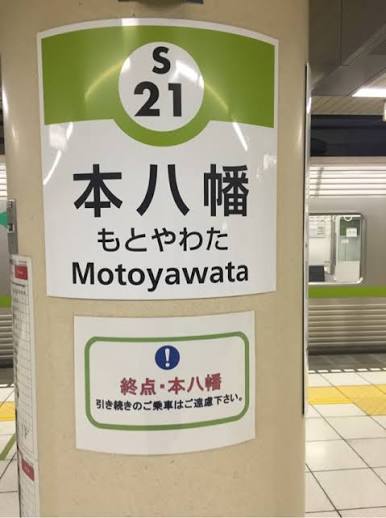 S
21
本八幡
もとやわた
Motoyawata
!
終点・本八幡
引き続きのご乗車はご遠慮下さい。